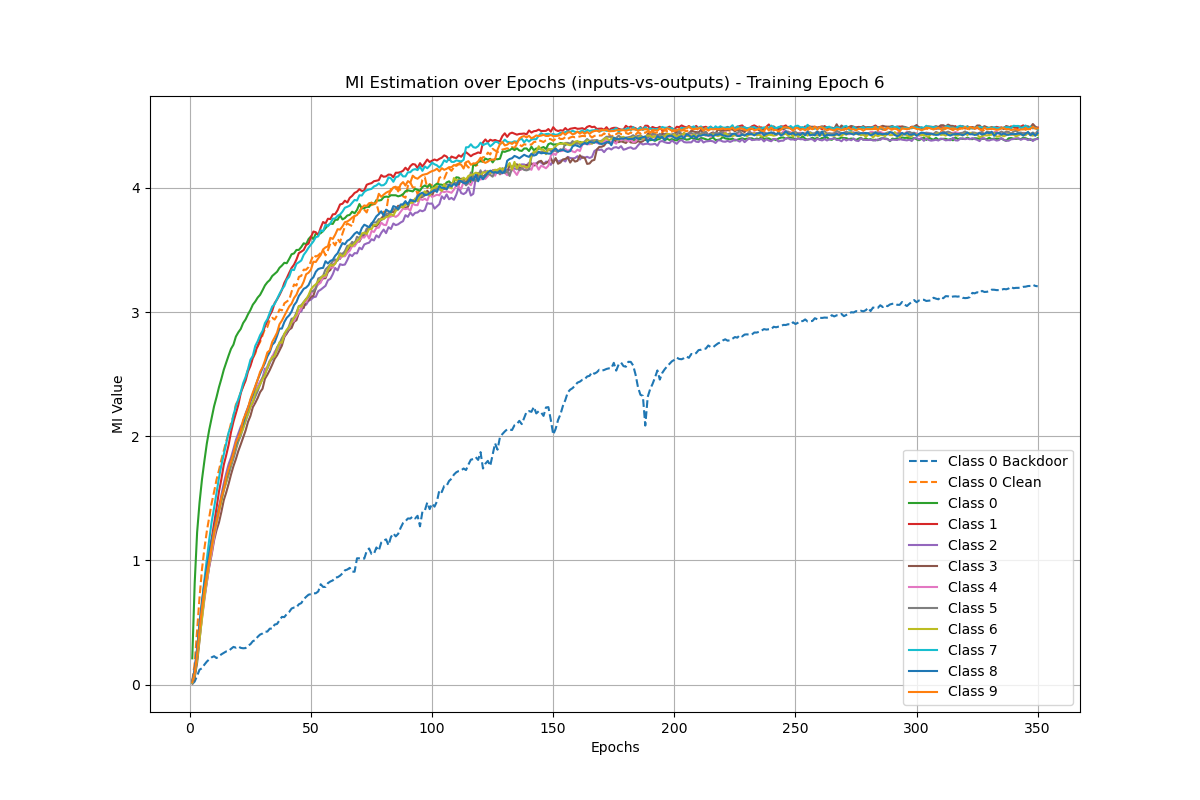 MI Estimation over Epochs (inputs-vs-outputs) - Training Epoch 6
MI Value
4
3
2
1
0
0 50 100 150 200 250 300 350
Epochs
Class 0 Backdoor
Class 0 Clean
Class 0
Class 1
Class 2
Class 3
Class 4
Class 5
Class 6
Class 7
Class 8
Class 9